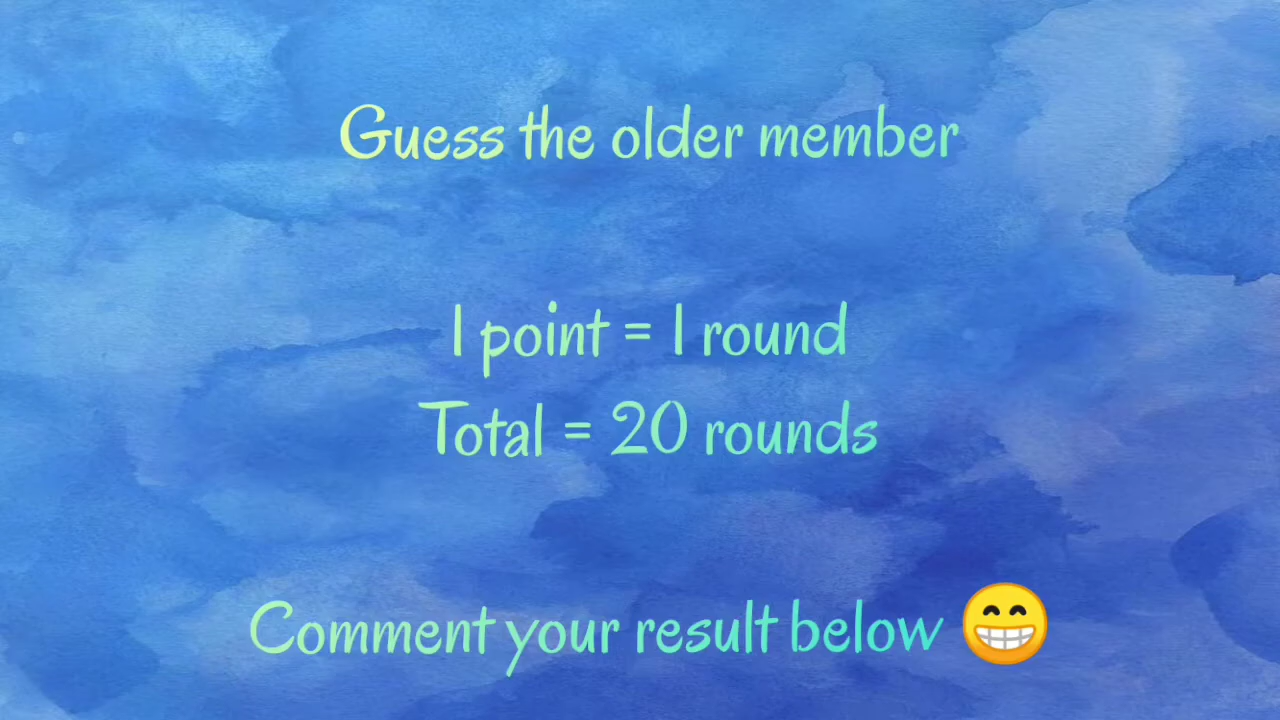 Guess the older member
1 point = 1 round
Total = 20 rounds
Comment your result below 😁